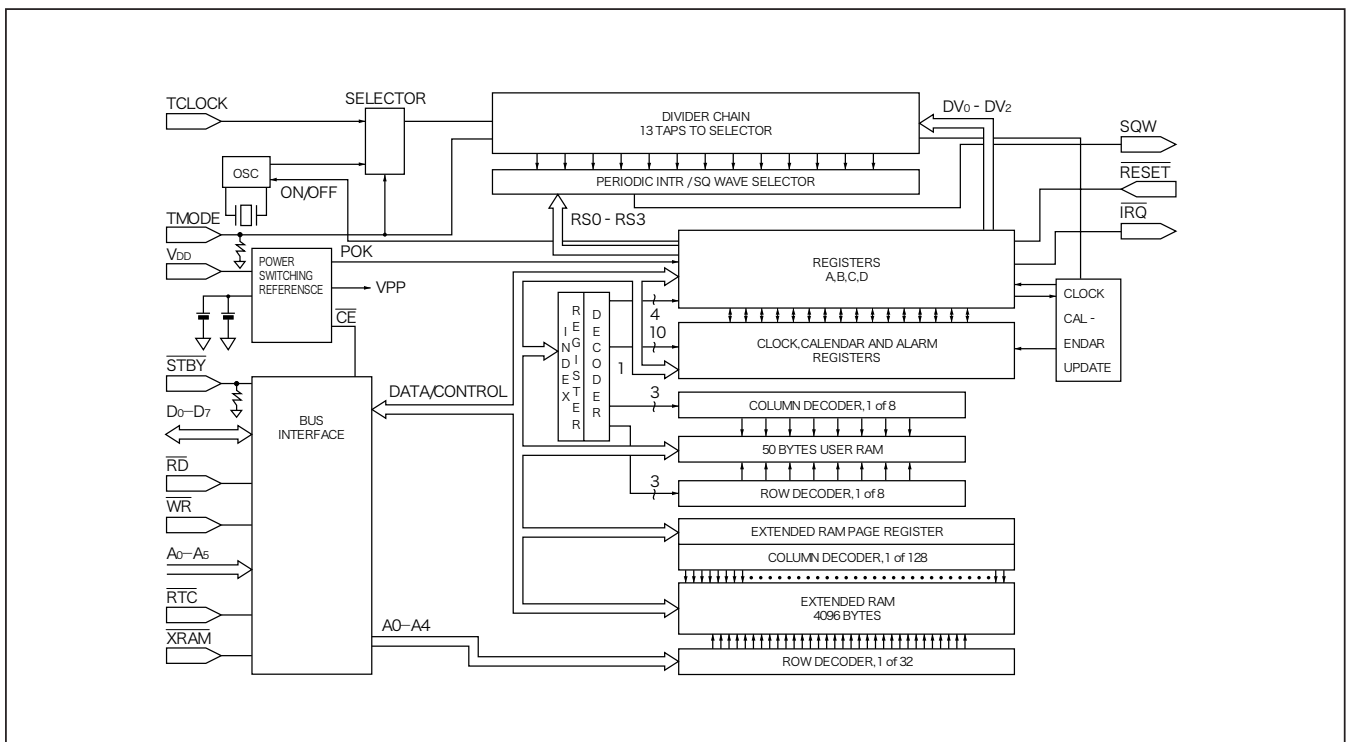 TCLOCK
SELECTOR
DIVIDER CHAIN
13 TAPS TO SELECTOR
DV0 - DV2
SQW
OSC
ON/OFF
PERIODIC INTR /SQ WAVE SELECTOR
RESET
TMODE
RS0 - RS3
IRQ
VDD
POWER
SWITCHING
REFERENSCE
POK
VPP
CE
REGISTERS
A,B,C,D
CLOCK
CAL -
ENDAR
UPDATE
INDEX
REGISTER
DECODER
4
10
1
3
3
CLOCK,CALENDAR AND ALARM
REGISTERS
STBY
D0–D7
BUS
INTERFACE
DATA/CONTROL
COLUMN DECODER,1 of 8
50 BYTES USER RAM
ROW DECODER,1 of 8
RD
WR
A0–A5
RTC
XRAM
EXTENDED RAM PAGE REGISTER
COLUMN DECODER,1 of 128
EXTENDED RAM
4096 BYTES
A0–A4
ROW DECODER,1 of 32